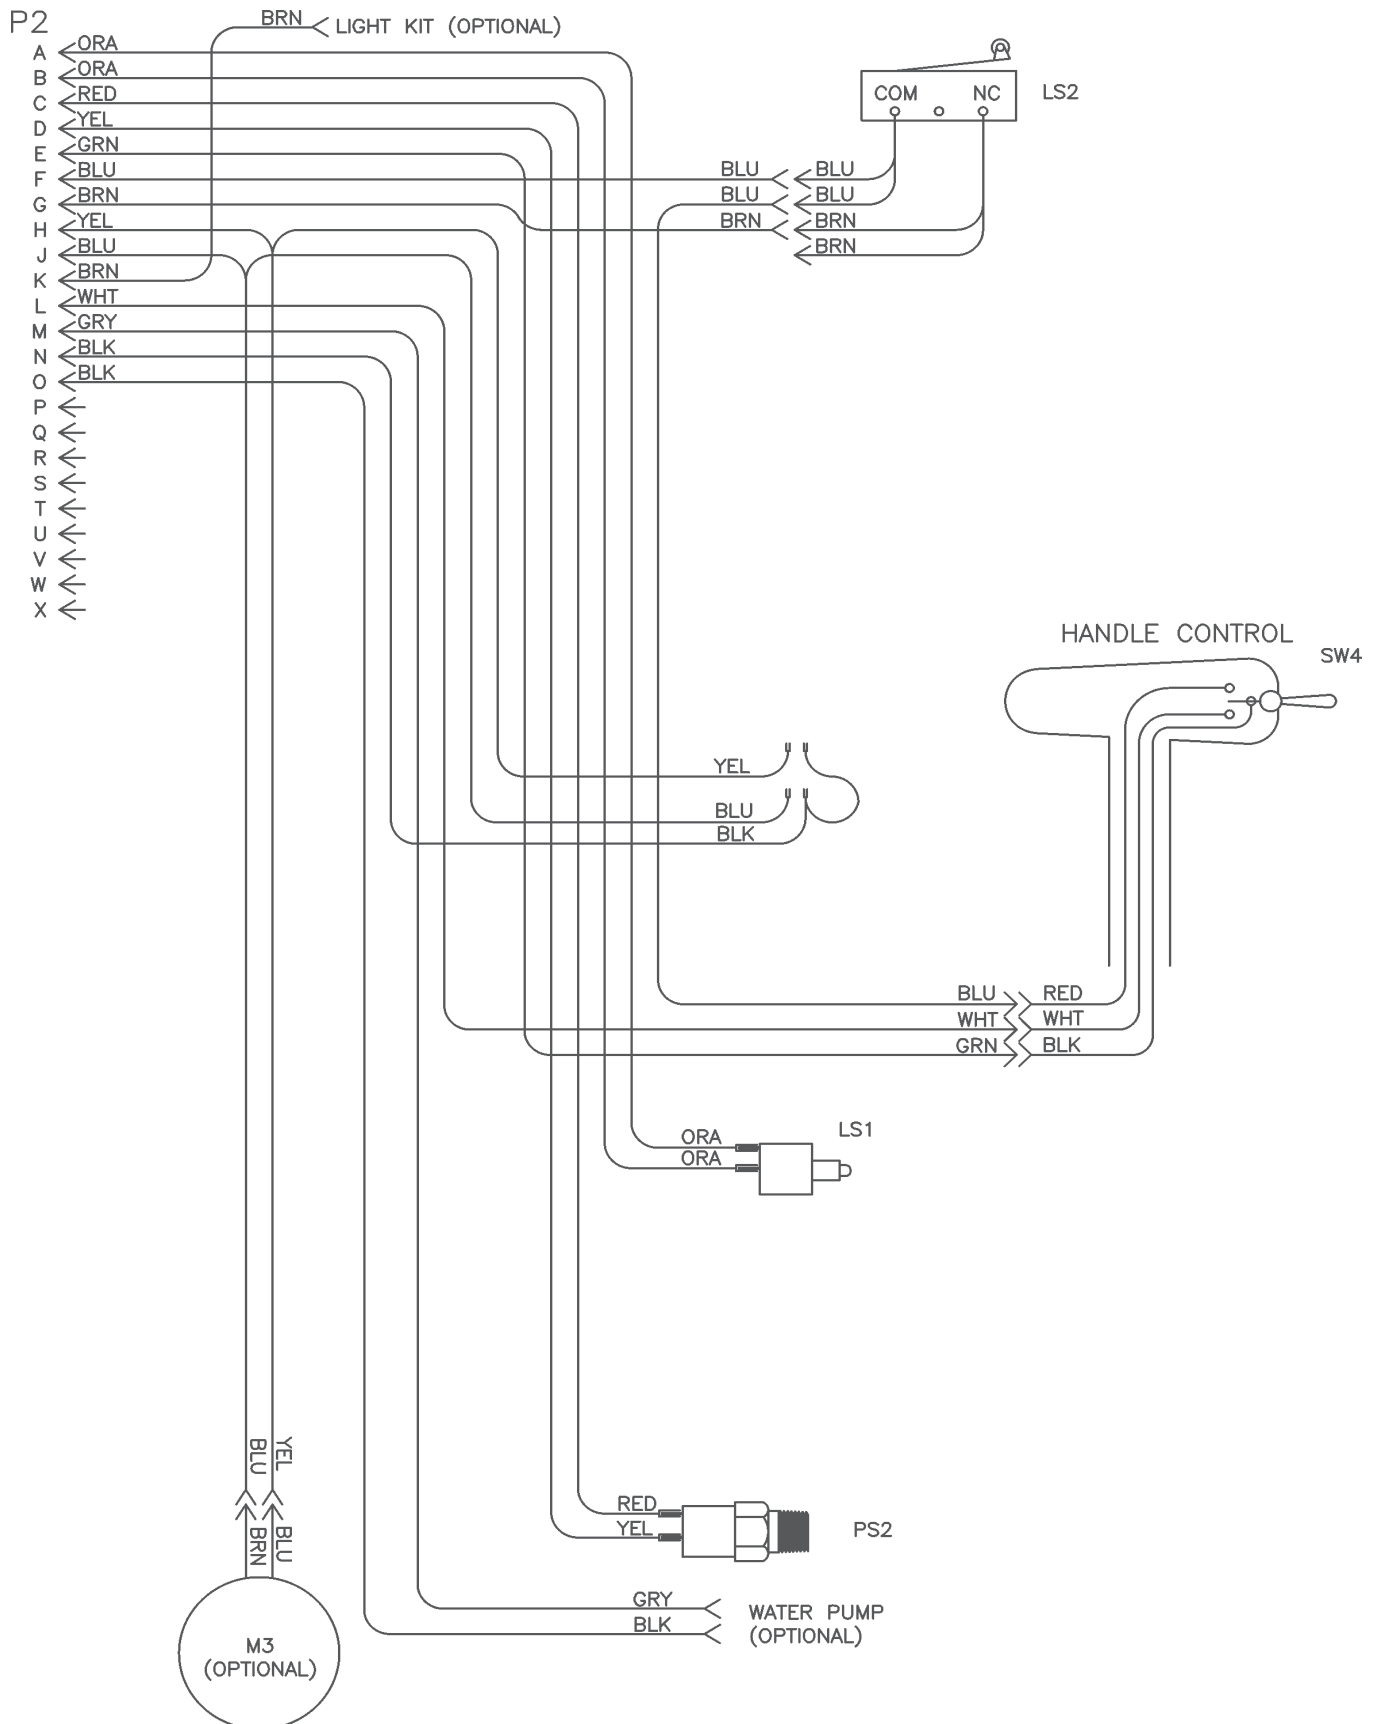 P2
BRN
LIGHT KIT (OPTIONAL)
A ORA
B ORA
C RED
D YEL
E GRN
F BLU
G BRN
H YEL
J BLU
K BRN
L WHT
M GRY
N BLK
O BLK
P
Q
R
S
T
U
V
W
X
COM NC
LS2
BLU BLU
BLU BLU
BRN BRN
BRN
HANDLE CONTROL
SW4
YEL
BLU
BLK
BLU RED
WHT WHT
GRN BLK
LS1
ORA
ORA
BLU YEL
BRN BLU
RED
YEL
PS2
GRY
BLK
WATER PUMP
(OPTIONAL)
M3
(OPTIONAL)